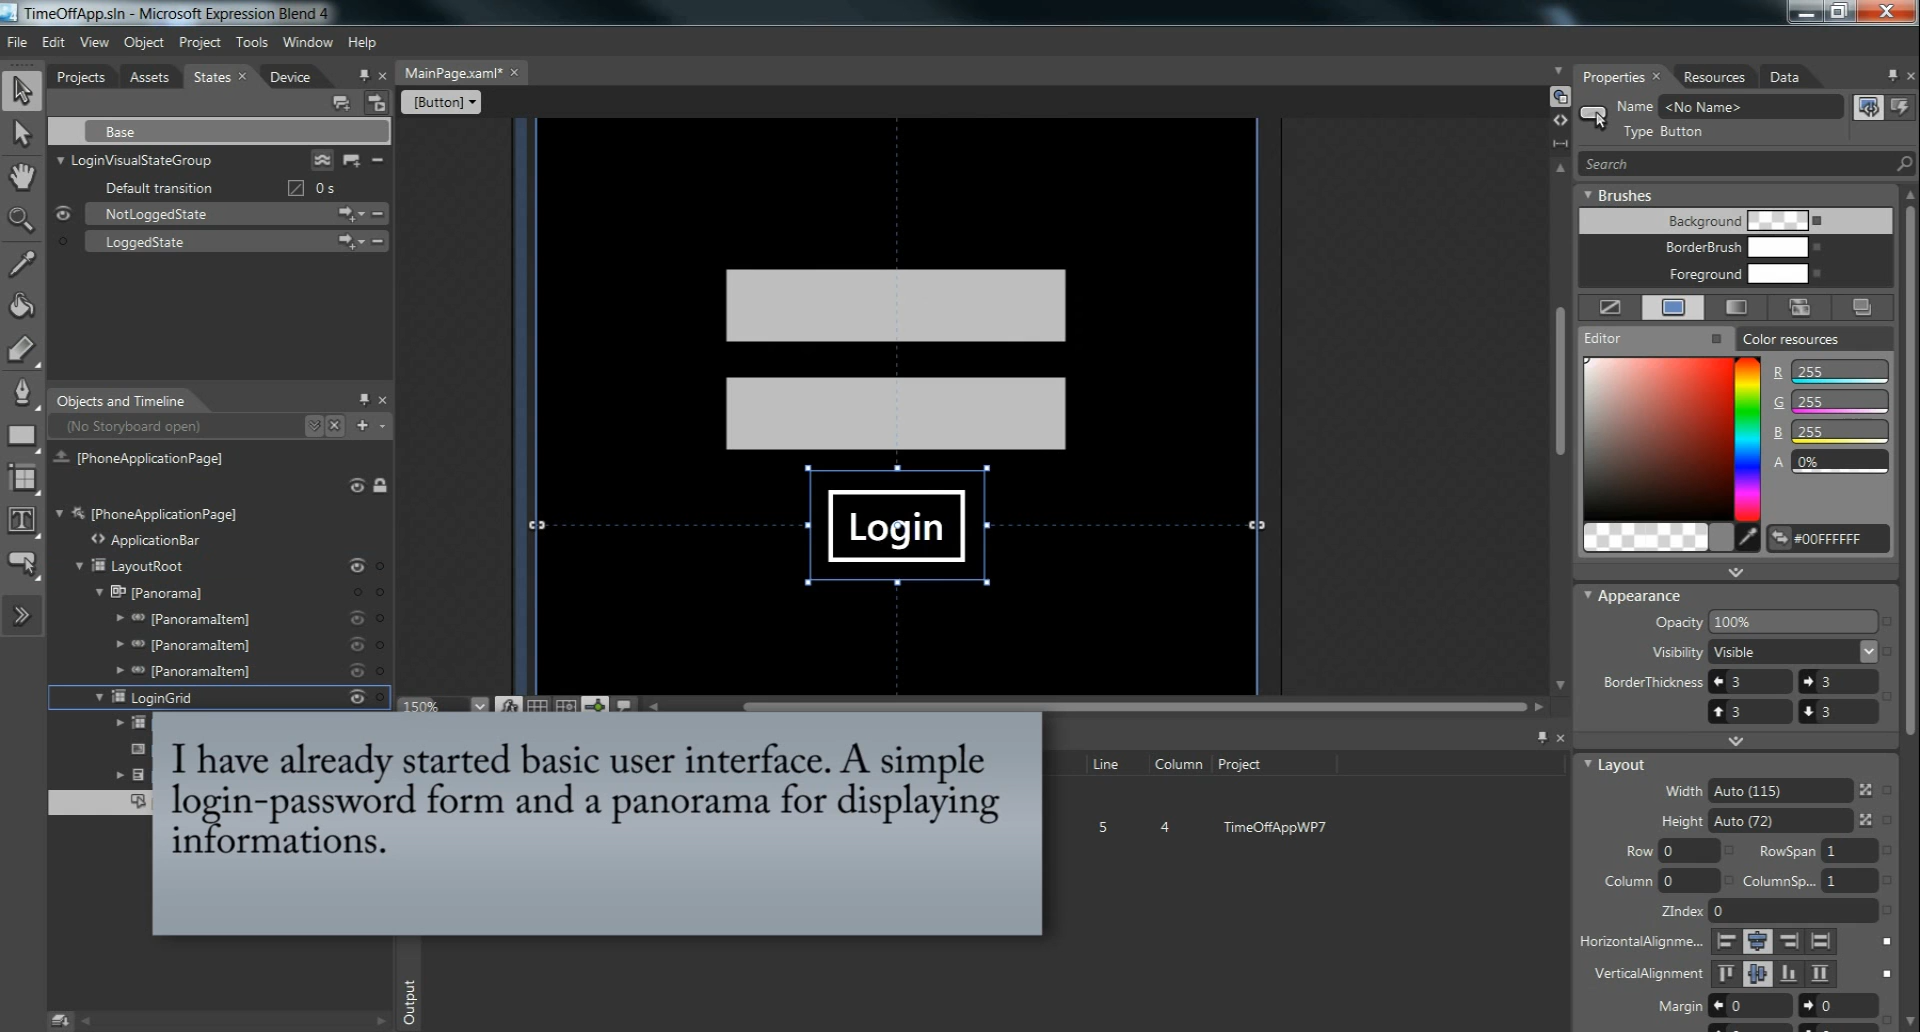 TimeOffApp.sln - Microsoft Expression Blend 4
File Edit View Object Project Tools Window Help
Projects Assets States Device
MainPage.xaml*
Properties Resources Data
[Button]
Name <No Name>
Type Button
Search
Base
LoginVisualStateGroup
Default transition 0 s
NotLoggedState
LoggedState
Brushes
Background
BorderBrush
Foreground
Editor
Color resources
R 255
G 255
B 255
A 0%
#00FFFFFF
Objects and Timeline
(No Storyboard open)
[PhoneApplicationPage]
[PhoneApplicationPage]
ApplicationBar
LayoutRoot
[Panorama]
[PanoramaItem]
[PanoramaItem]
[PanoramaItem]
LoginGrid
Login
150%
Appearance
Opacity 100%
Visibility Visible
BorderThickness 3 3
3 3
Layout
Width Auto (115)
Height Auto (72)
Row 0 RowSpan 1
Column 0 ColumnSp... 1
ZIndex 0
HorizontalAlignme...
VerticalAlignment
Margin 0 0
Line Column Project
5 4 TimeOffAppWP7
Output
I have already started basic user interface. A simple
login-password form and a panorama for displaying
informations.